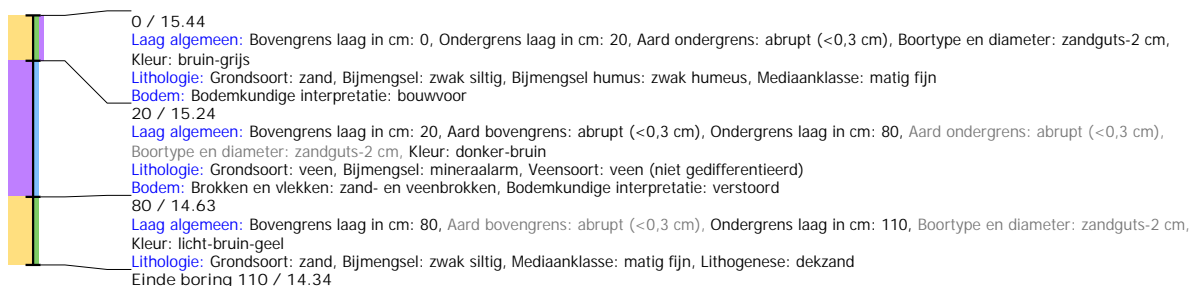 0 / 15.44
Laag algemeen: Bovengrens laag in cm: 0, Ondergrens laag in cm: 20, Aard ondergrens: abrupt (<0,3 cm), Boortype en diameter: zandguts-2 cm,
Kleur: bruin-grijs
Lithologie: Grondsoort: zand, Bijmengsel: zwak siltig, Bijmengsel humus: zwak humeus, Mediaanklasse: matig fijn
Bodem: Bodemkundige interpretatie: bouwvoor
20 / 15.24
Laag algemeen: Bovengrens laag in cm: 20, Aard bovengrens: abrupt (<0,3 cm), Ondergrens laag in cm: 80, Aard ondergrens: abrupt (<0,3 cm),
Boortype en diameter: zandguts-2 cm, Kleur: donker-bruin
Lithologie: Grondsoort: veen, Bijmengsel: mineraalarm, Veensoort: veen (niet gedifferentieerd)
Bodem: Brokken en vlekken: zand- en veenbrokken, Bodemkundige interpretatie: verstoord
80 / 14.63
Laag algemeen: Bovengrens laag in cm: 80, Aard bovengrens: abrupt (<0,3 cm), Ondergrens laag in cm: 110, Boortype en diameter: zandguts-2 cm,
Kleur: licht-bruin-geel
Lithologie: Grondsoort: zand, Bijmengsel: zwak siltig, Mediaanklasse: matig fijn, Lithogenese: dekzand
Einde boring 110 / 14.34